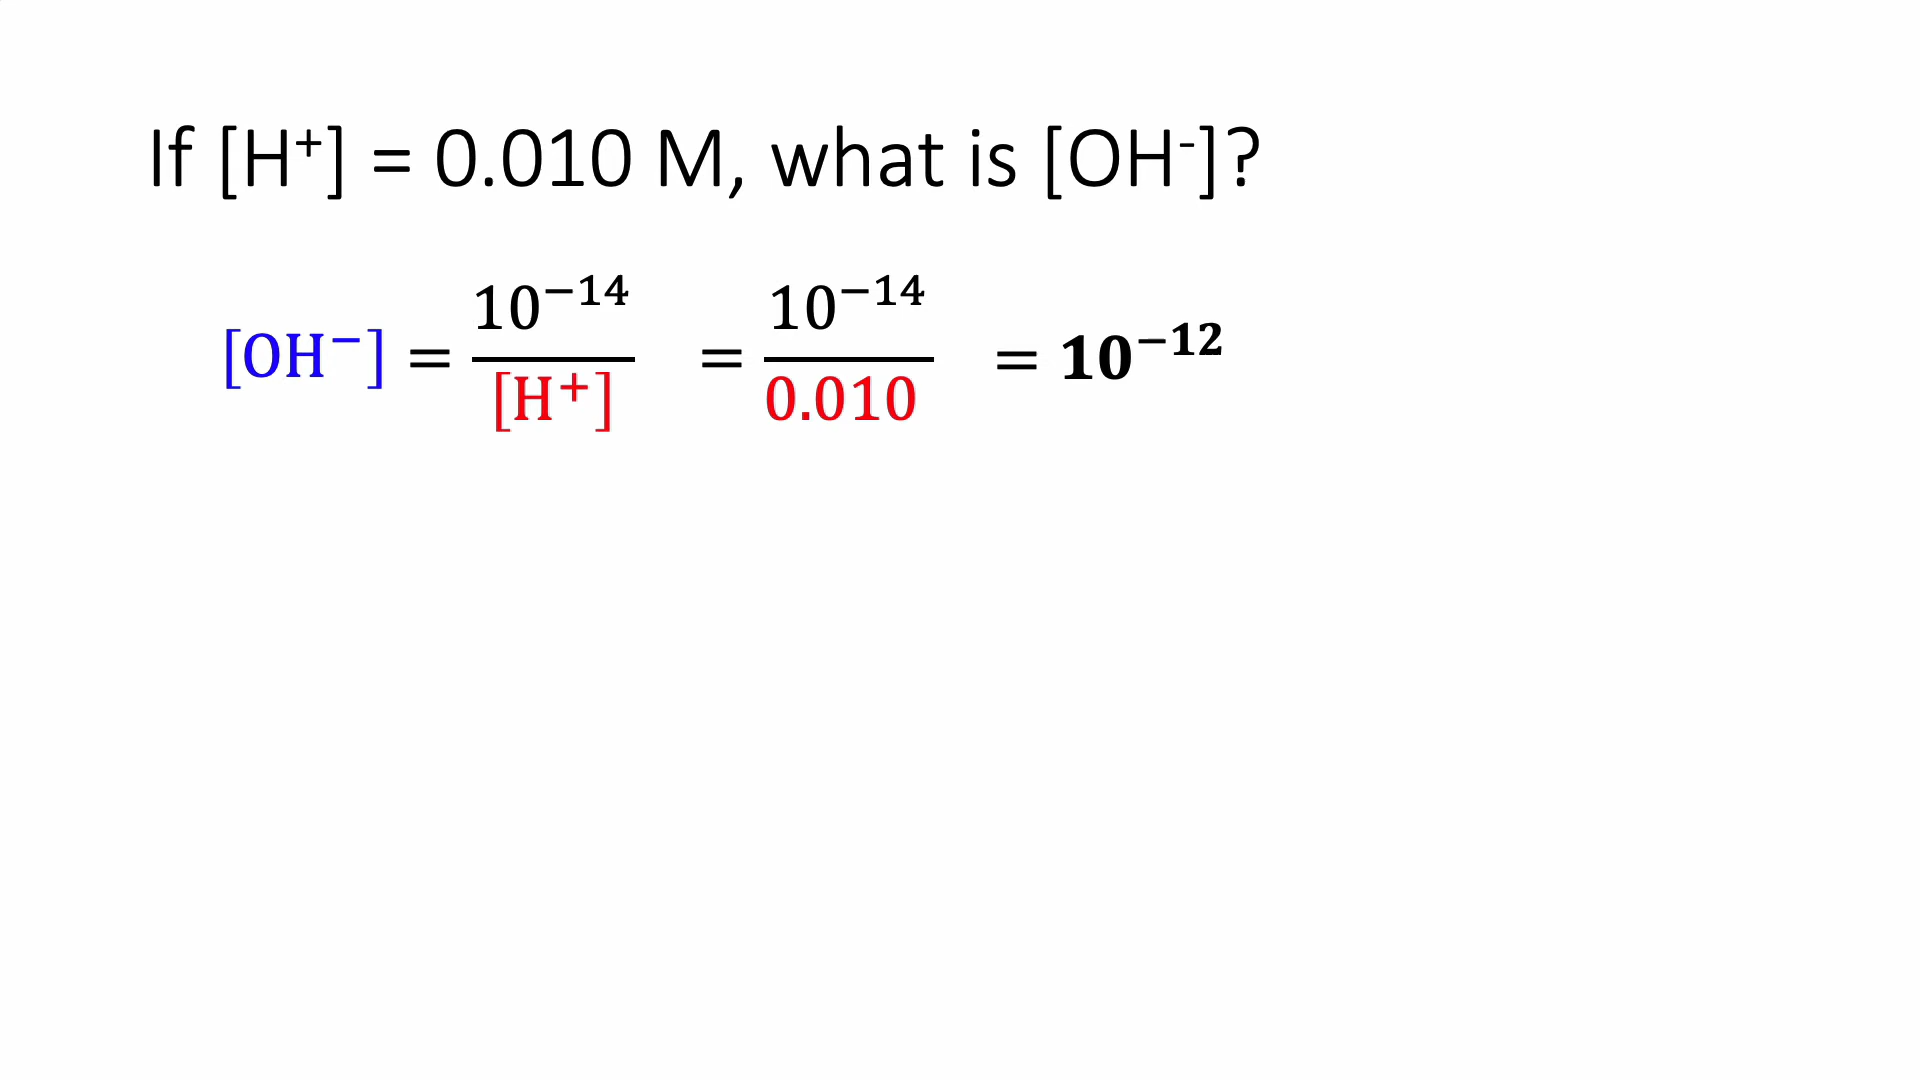 If [H⁺] = 0.010 M, what is [OH⁻]?
[OH⁻] = 10⁻¹⁴ / [H⁺] = 10⁻¹⁴ / 0.010 = 10⁻¹²